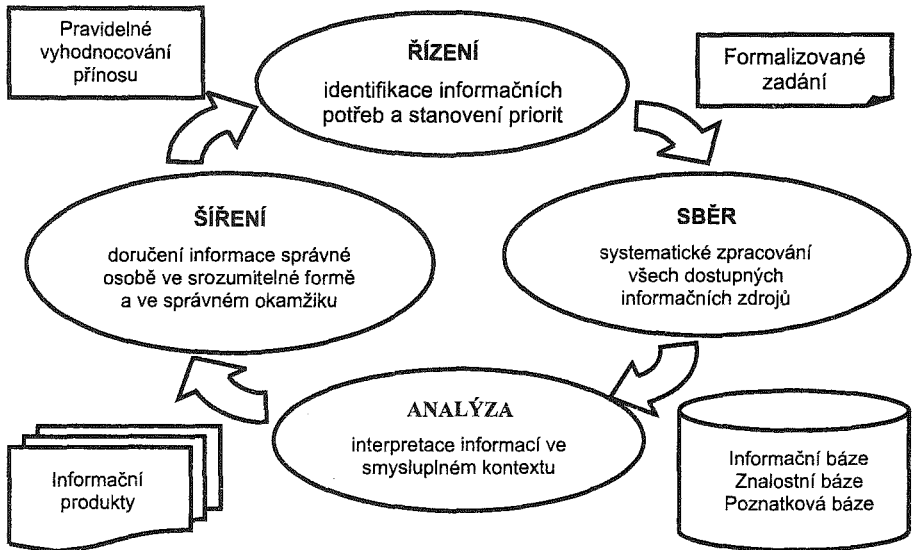 Pravidelné
vyhodnocování
přínosu
ŘÍZENÍ
identifikace informačních
potřeb a stanovení priorit
Formalizované
zadání
ŠÍŘENÍ
doručení informace správné
osobě ve srozumitelné formě
a ve správném okamžiku
SBĚR
systematické zpracování
všech dostupných
informačních zdrojů
ANALÝZA
interpretace informací ve
smysluplném kontextu
Informační
produkty
Informační báze
Znalostní báze
Poznatková báze